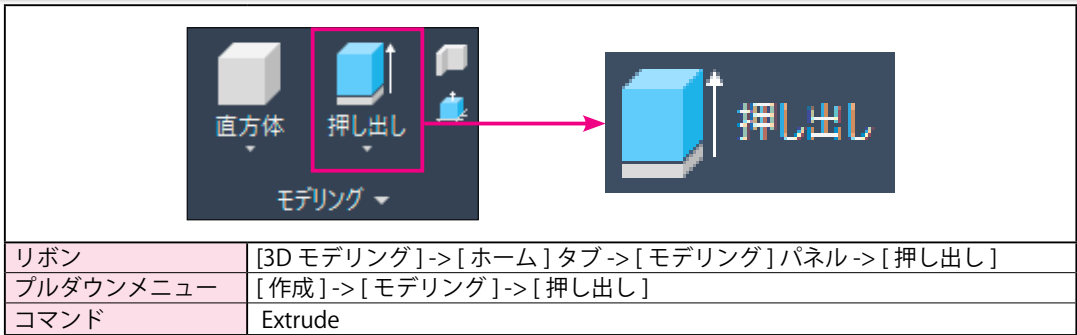 直方体
押し出し
モデリング
押し出し
リボン [3D モデリング ] -> [ ホーム ] タブ -> [ モデリング ] パネル -> [ 押し出し ]
プルダウンメニュー [ 作成 ] -> [ モデリング ] -> [ 押し出し ]
コマンド Extrude